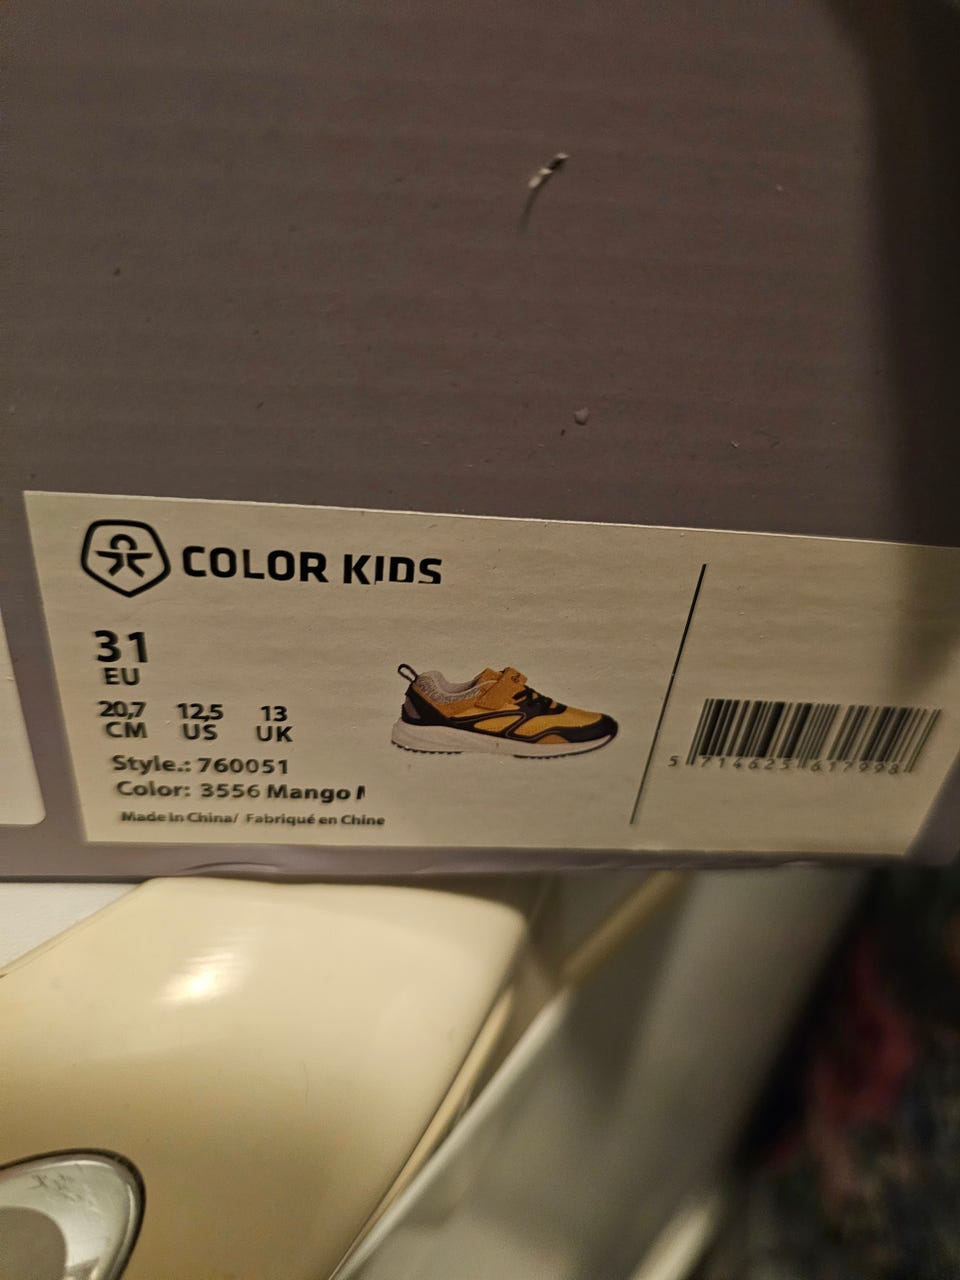 COLOR KIDS
31
EU
20,7 12,5 13
CM US UK
Style.: 760051
Color: 3556 Mango
Made in China/ Fabriqué en Chine
5 714625 617998